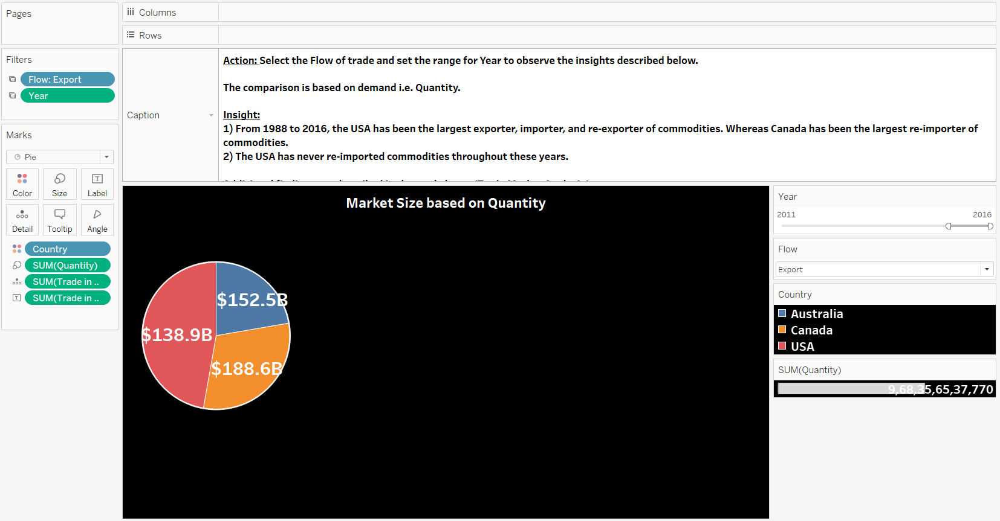 Pages
Columns
Rows
Filters
Flow: Export
Year
Caption
Action: Select the Flow of trade and set the range for Year to observe the insights described below.
The comparison is based on demand i.e. Quantity.
Insight:
1) From 1988 to 2016, the USA has been the largest exporter, importer, and re-exporter of commodities. Whereas Canada has been the largest re-importer of
commodities.
2) The USA has never re-imported commodities throughout these years.
Marks
Pie
Color
Size
Label
Detail
Tooltip
Angle
Country
SUM(Quantity)
SUM(Trade in ..
SUM(Trade in ..
Market Size based on Quantity
$152.5B
$138.9B
$188.6B
Year
2011
2016
Flow
Export
Country
Australia
Canada
USA
SUM(Quantity)
9,68,35,65,37,770